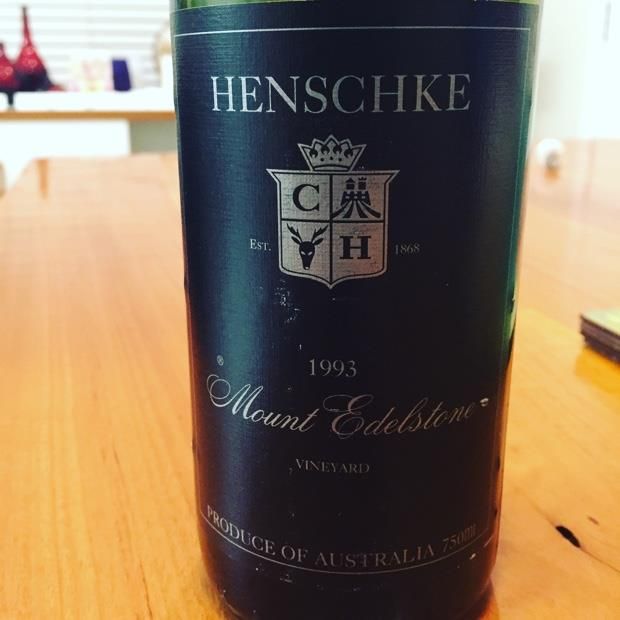 HENSCHKE
C
H
EST. 1868
1993
® Mount Edelstone
VINEYARD
PRODUCE OF AUSTRALIA 750ml